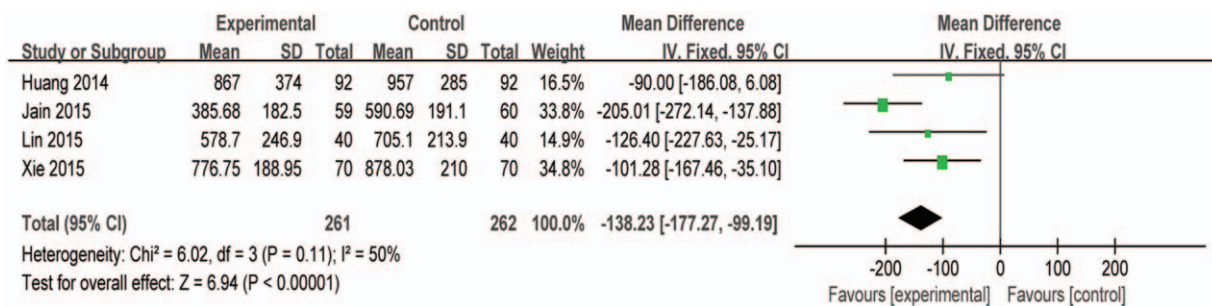 Experimental Control Mean Difference Mean Difference
Study or Subgroup Mean SD Total Mean SD Total Weight IV, Fixed, 95% CI IV, Fixed, 95% CI
Huang 2014 867 374 92 957 285 92 16.5% -90.00 [-186.08, 6.08]
Jain 2015 385.68 182.5 59 590.69 191.1 60 33.8% -205.01 [-272.14, -137.88]
Lin 2015 578.7 246.9 40 705.1 213.9 40 14.9% -126.40 [-227.63, -25.17]
Xie 2015 776.75 188.95 70 878.03 210 70 34.8% -101.28 [-167.46, -35.10]
Total (95% CI) 261 262 100.0% -138.23 [-177.27, -99.19]
Heterogeneity: Chi² = 6.02, df = 3 (P = 0.11); I² = 50%
Test for overall effect: Z = 6.94 (P < 0.00001)
-200 -100 0 100 200
Favours [experimental] Favours [control]